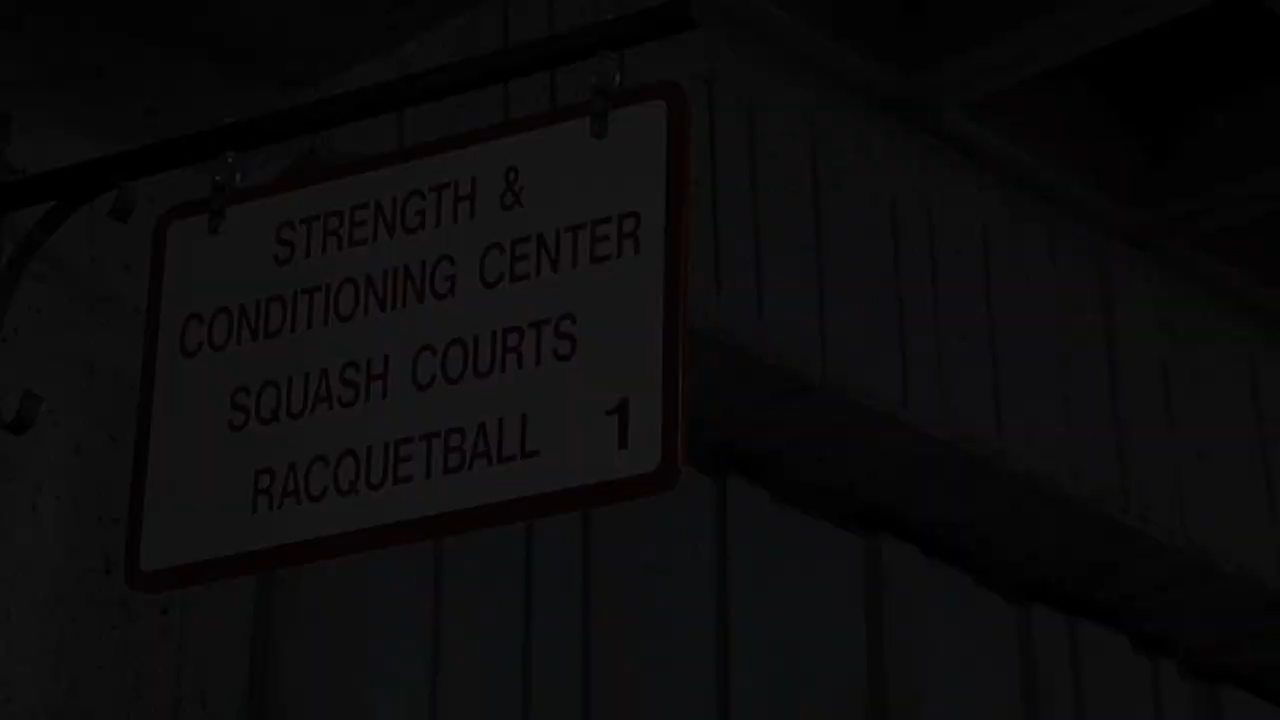 STRENGTH &
CONDITIONING CENTER
SQUASH COURTS
RACQUETBALL 1